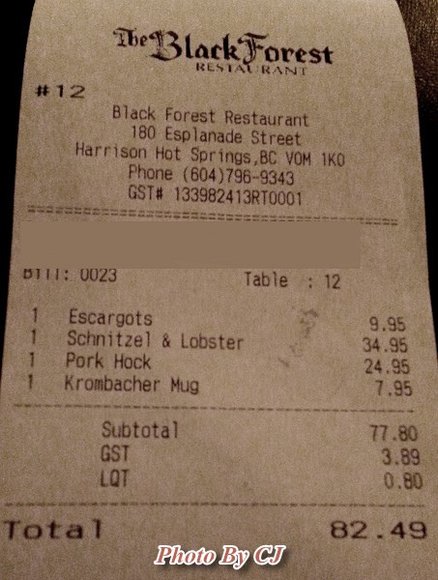 The Black Forest
RESTAURANT
#12
Black Forest Restaurant
180 Esplanade Street
Harrison Hot Springs,BC V0M 1K0
Phone (604)796-9343
GST# 133982413RT0001
Bill: 0023 Table : 12
1 Escargots 9.95
1 Schnitzel & Lobster 34.95
1 Pork Hock 24.95
1 Krombacher Mug 7.95
Subtotal 77.80
GST 3.89
LQT 0.80
Total 82.49
Photo By CJ